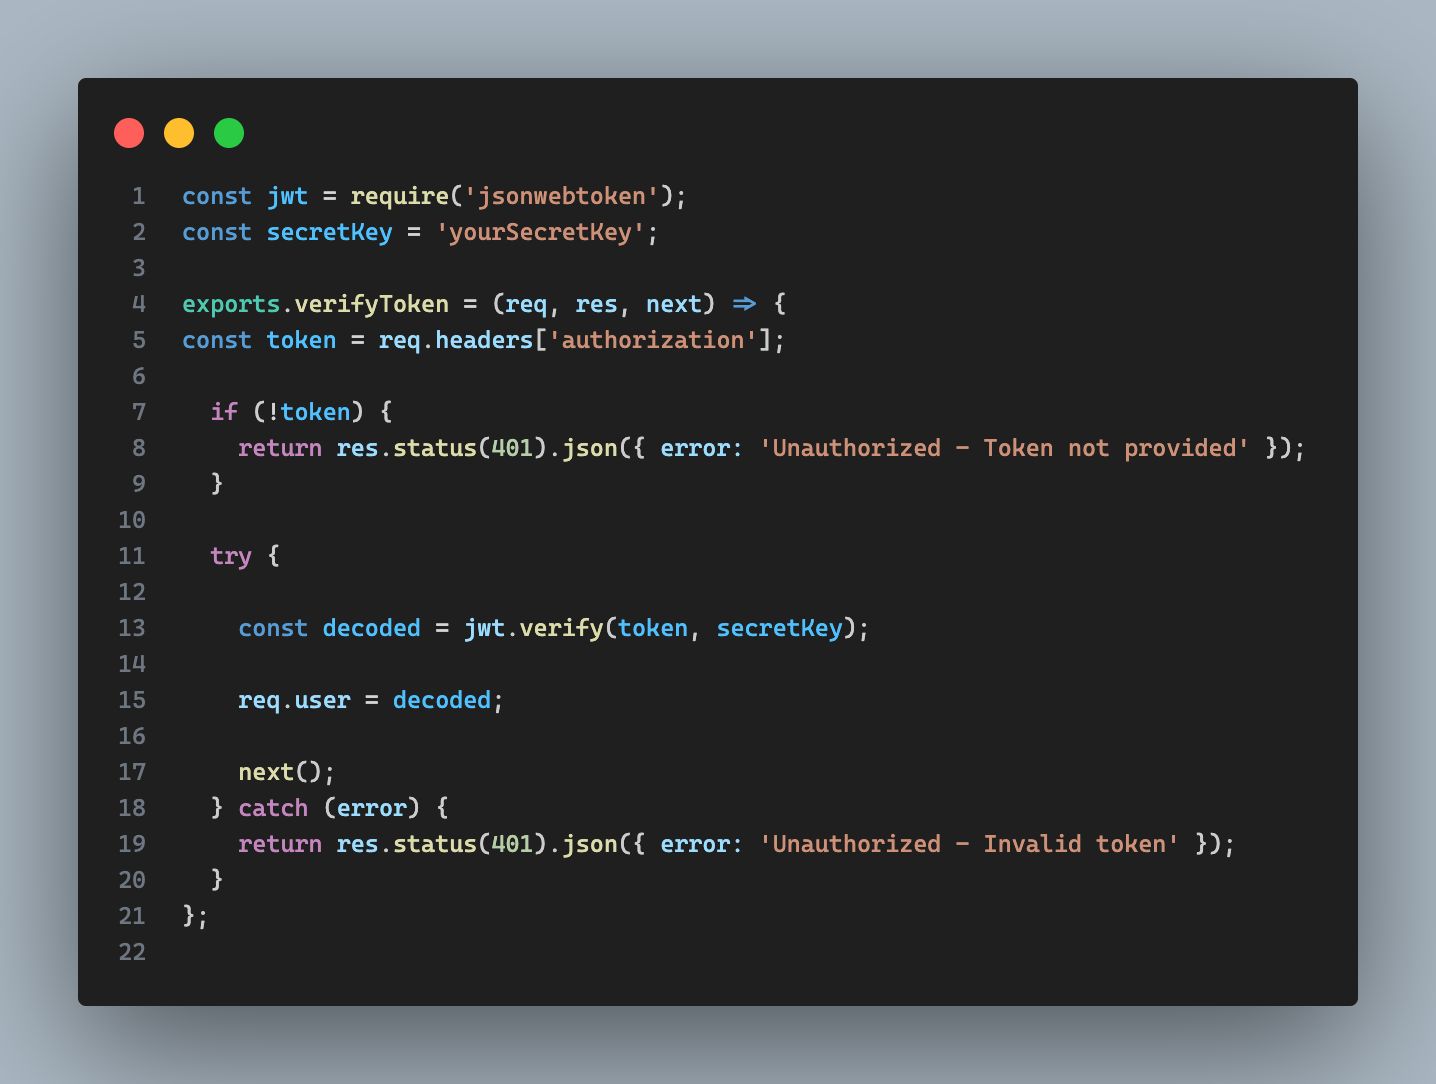 1 const jwt = require('jsonwebtoken');
2 const secretKey = 'yourSecretKey';
3
4 exports.verifyToken = (req, res, next) => {
5 const token = req.headers['authorization'];
6
7   if (!token) {
8     return res.status(401).json({ error: 'Unauthorized - Token not provided' });
9   }
10
11   try {
12
13     const decoded = jwt.verify(token, secretKey);
14
15     req.user = decoded;
16
17     next();
18   } catch (error) {
19     return res.status(401).json({ error: 'Unauthorized - Invalid token' });
20   }
21 };
22